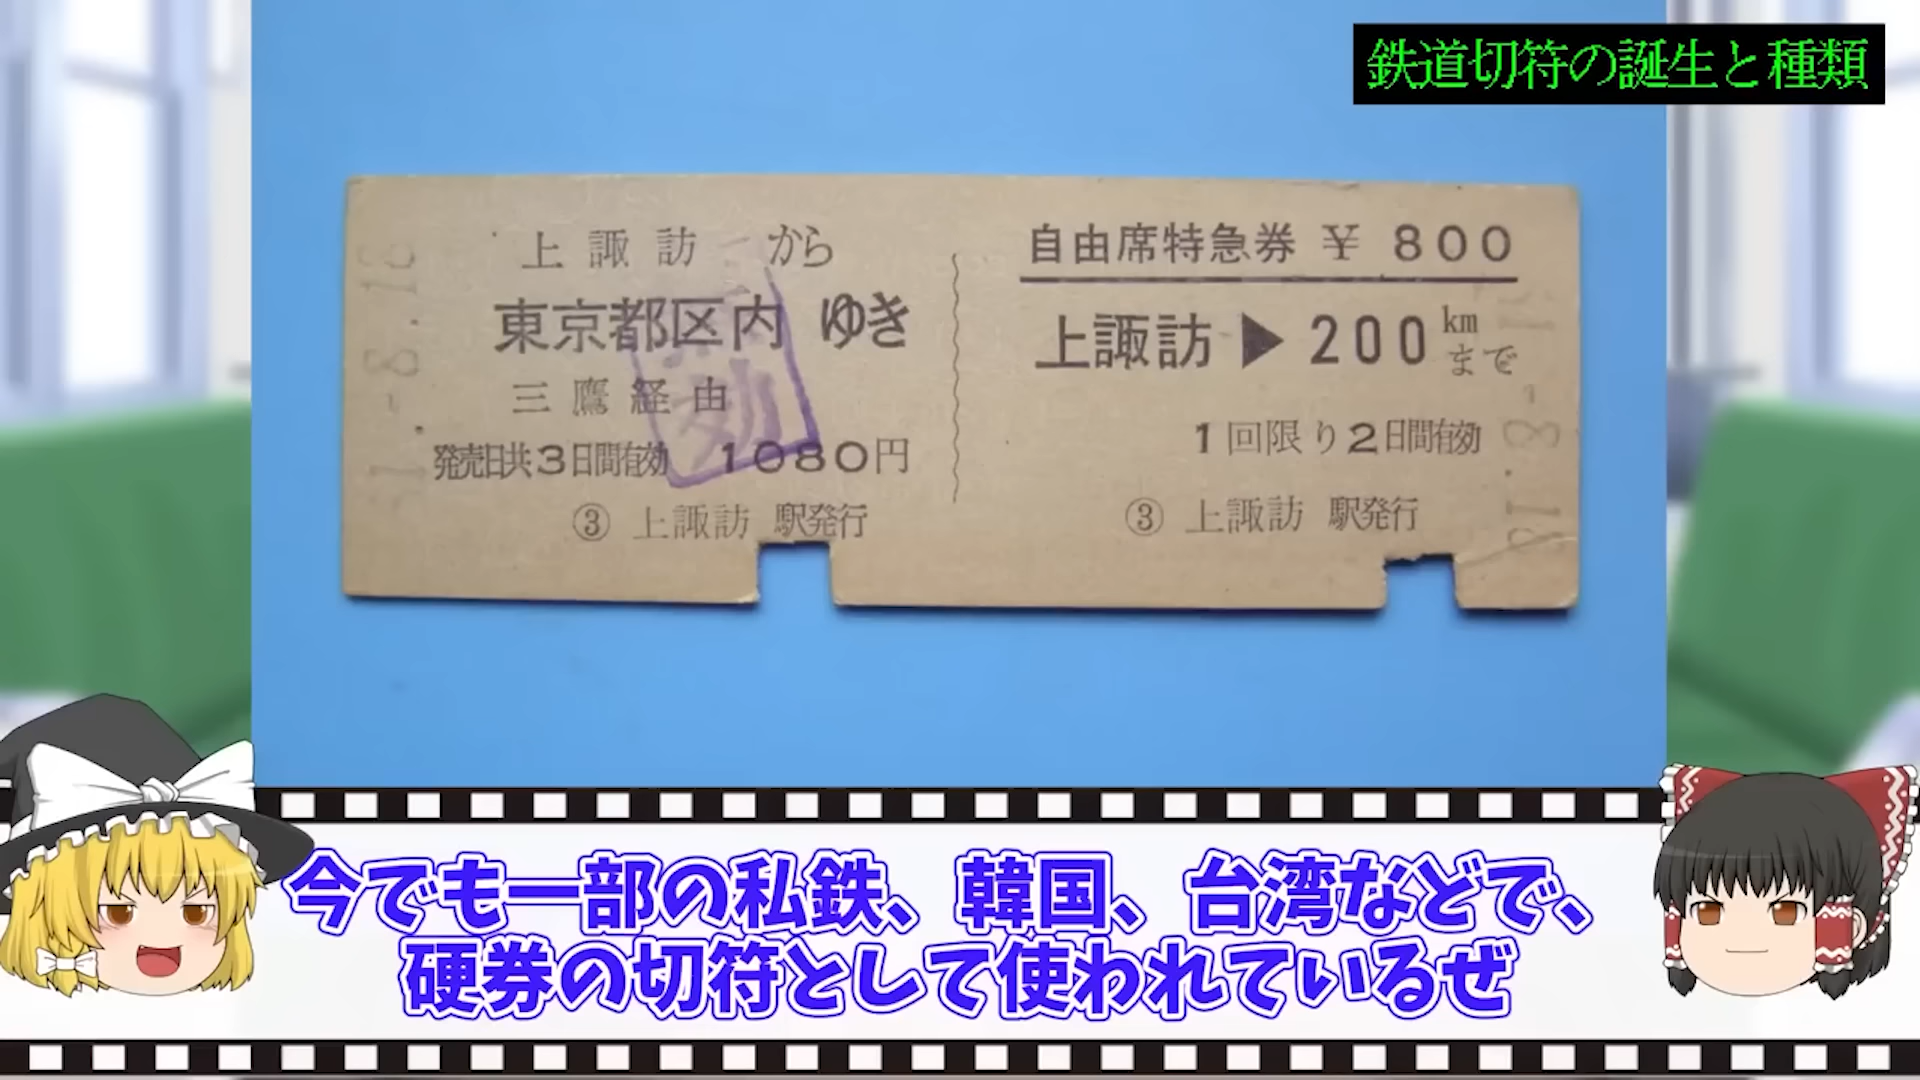 鉄道切符の誕生と種類
上諏訪から
東京都区内ゆき
三鷹経由
発売日共3日間有効 1080円
③ 上諏訪 駅発行
自由席特急券 ¥ 800
上諏訪▶200kmまで
1回限り2日間有効
③ 上諏訪 駅発行
今でも一部の私鉄、韓国、台湾などで、
硬券の切符として使われているぜ